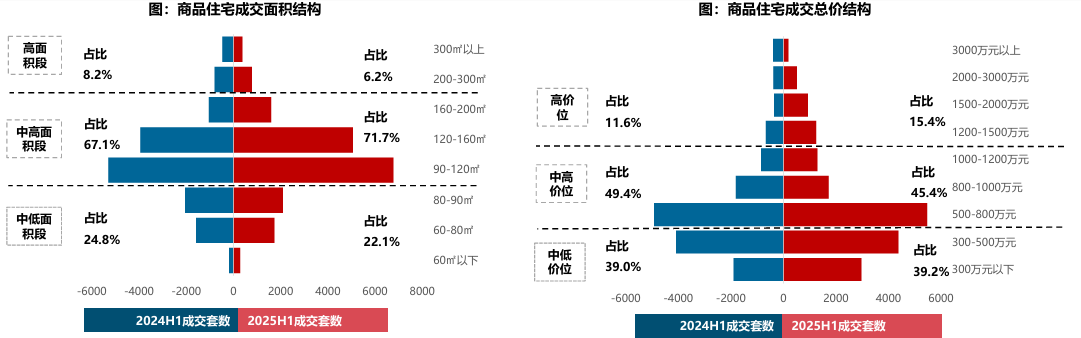 图：商品住宅成交面积结构
高面
积段
占比
8.2%
占比
6.2%
300㎡以上
200-300㎡
中高面
积段
占比
67.1%
占比
71.7%
160-200㎡
120-160㎡
90-120㎡
中低面
积段
占比
24.8%
占比
22.1%
80-90㎡
60-80㎡
60㎡以下
-6000 -4000 -2000 0 2000 4000 6000 8000
2024H1成交套数 2025H1成交套数
图：商品住宅成交总价结构
高价
位
占比
11.6%
占比
15.4%
3000万元以上
2000-3000万元
1500-2000万元
1200-1500万元
中高
价位
占比
49.4%
占比
45.4%
1000-1200万元
800-1000万元
500-800万元
中低
价位
占比
39.0%
占比
39.2%
300-500万元
300万元以下
-6000 -4000 -2000 0 2000 4000 6000
2024H1成交套数 2025H1成交套数